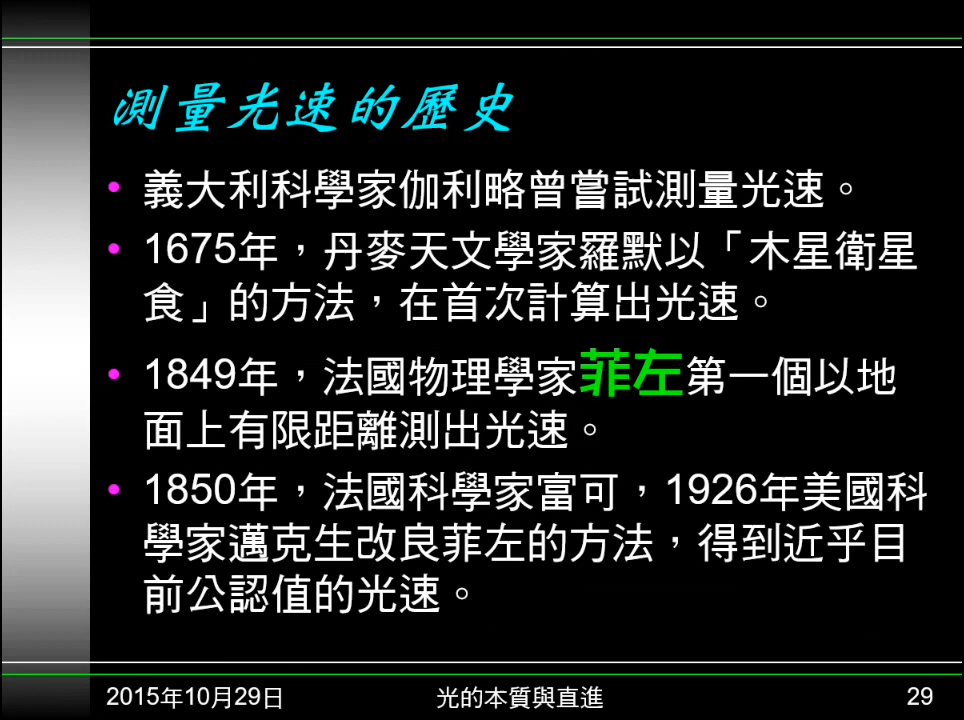 測量光速的歷史
• 義大利科學家伽利略曾嘗試測量光速。
• 1675年，丹麥天文學家羅默以「木星衛星
食」的方法，在首次計算出光速。
• 1849年，法國物理學家菲左第一個以地
面上有限距離測出光速。
• 1850年，法國科學家富可，1926年美國科
學家邁克生改良菲左的方法，得到近乎目
前公認值的光速。
2015年10月29日 光的本質與直進 29